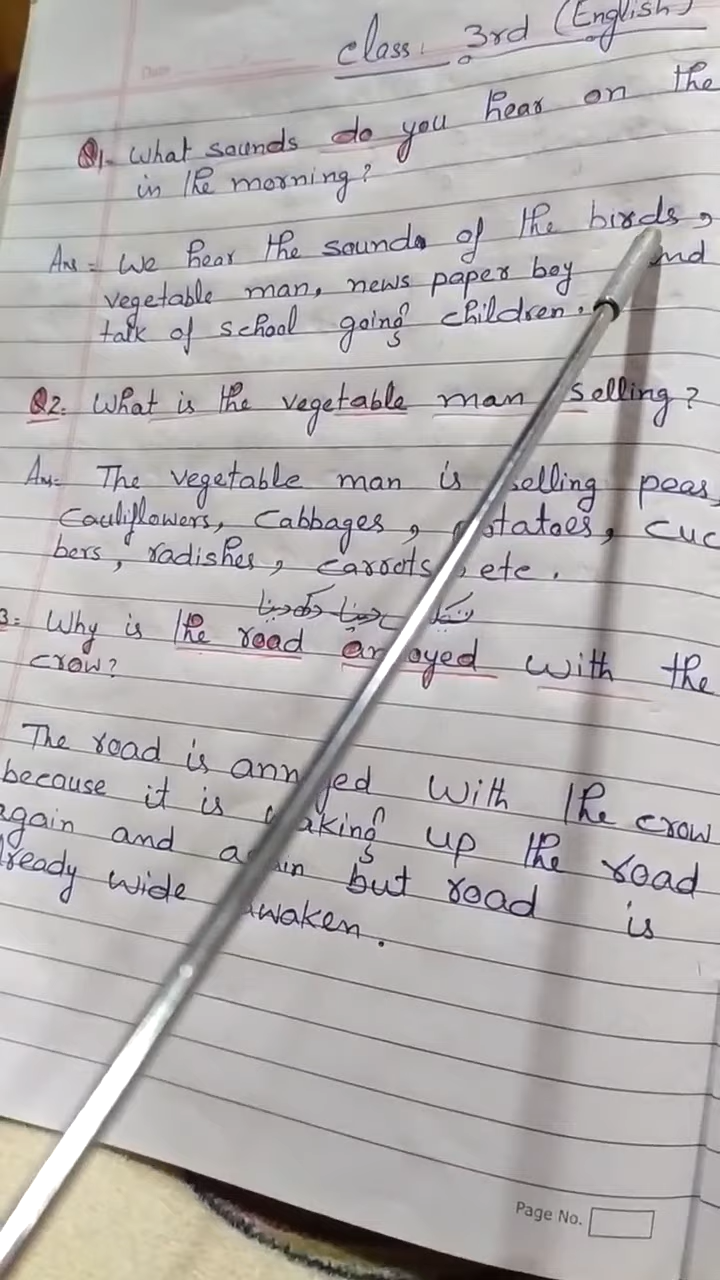 Class: 3rd (English)
Q1- What sounds do you hear on the
in the morning?
Ans = We hear the sounds of the birds,
vegetable man, news paper boy and
talk of school going children.
Q2. What is the vegetable man selling?
Ans- The vegetable man is selling peas,
Cauliflowers, Cabbages, potatoes, cuc
bers, radishes, carrots, etc.
3= Why is the road annoyed with the
crow?
The road is annoyed with the crow
because it is waking up the road
again and again but road is
lready wide awaken.
Page No.